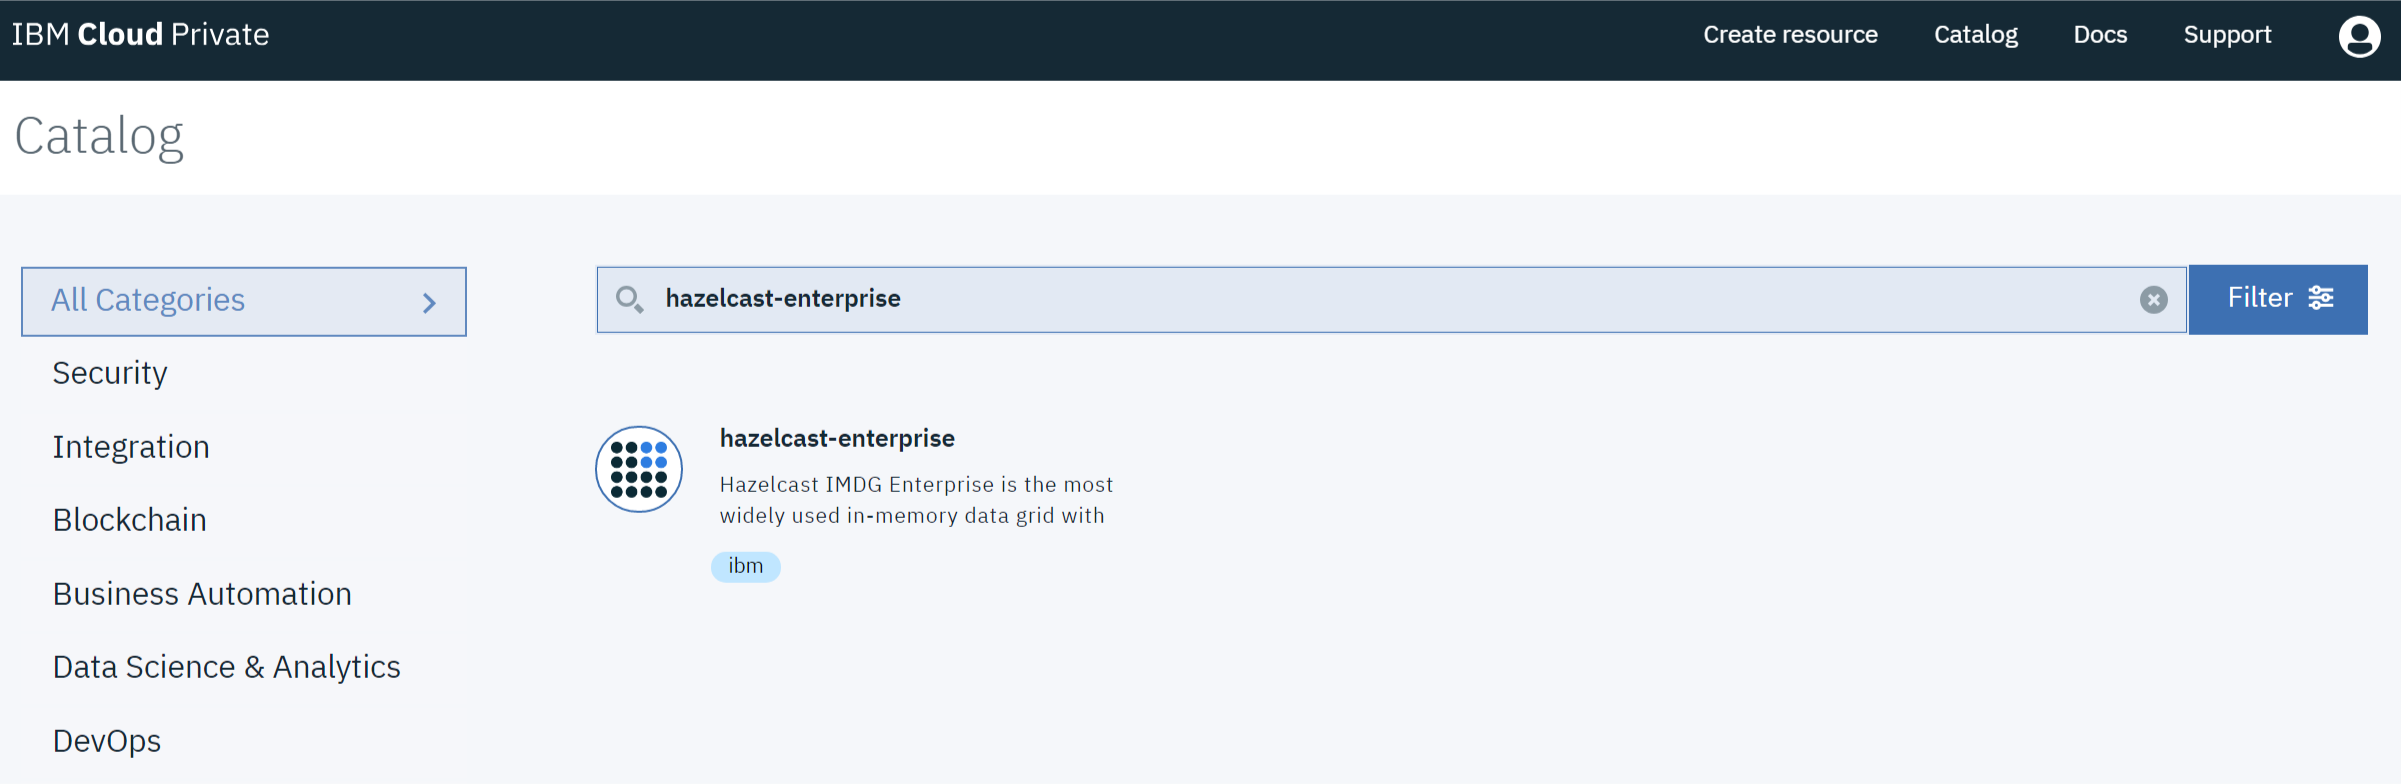 IBM Cloud Private
Create resource
Catalog
Docs
Support
Catalog
All Categories
Security
Integration
Blockchain
Business Automation
Data Science & Analytics
DevOps
hazelcast-enterprise
Filter
hazelcast-enterprise
Hazelcast IMDG Enterprise is the most
widely used in-memory data grid with
ibm